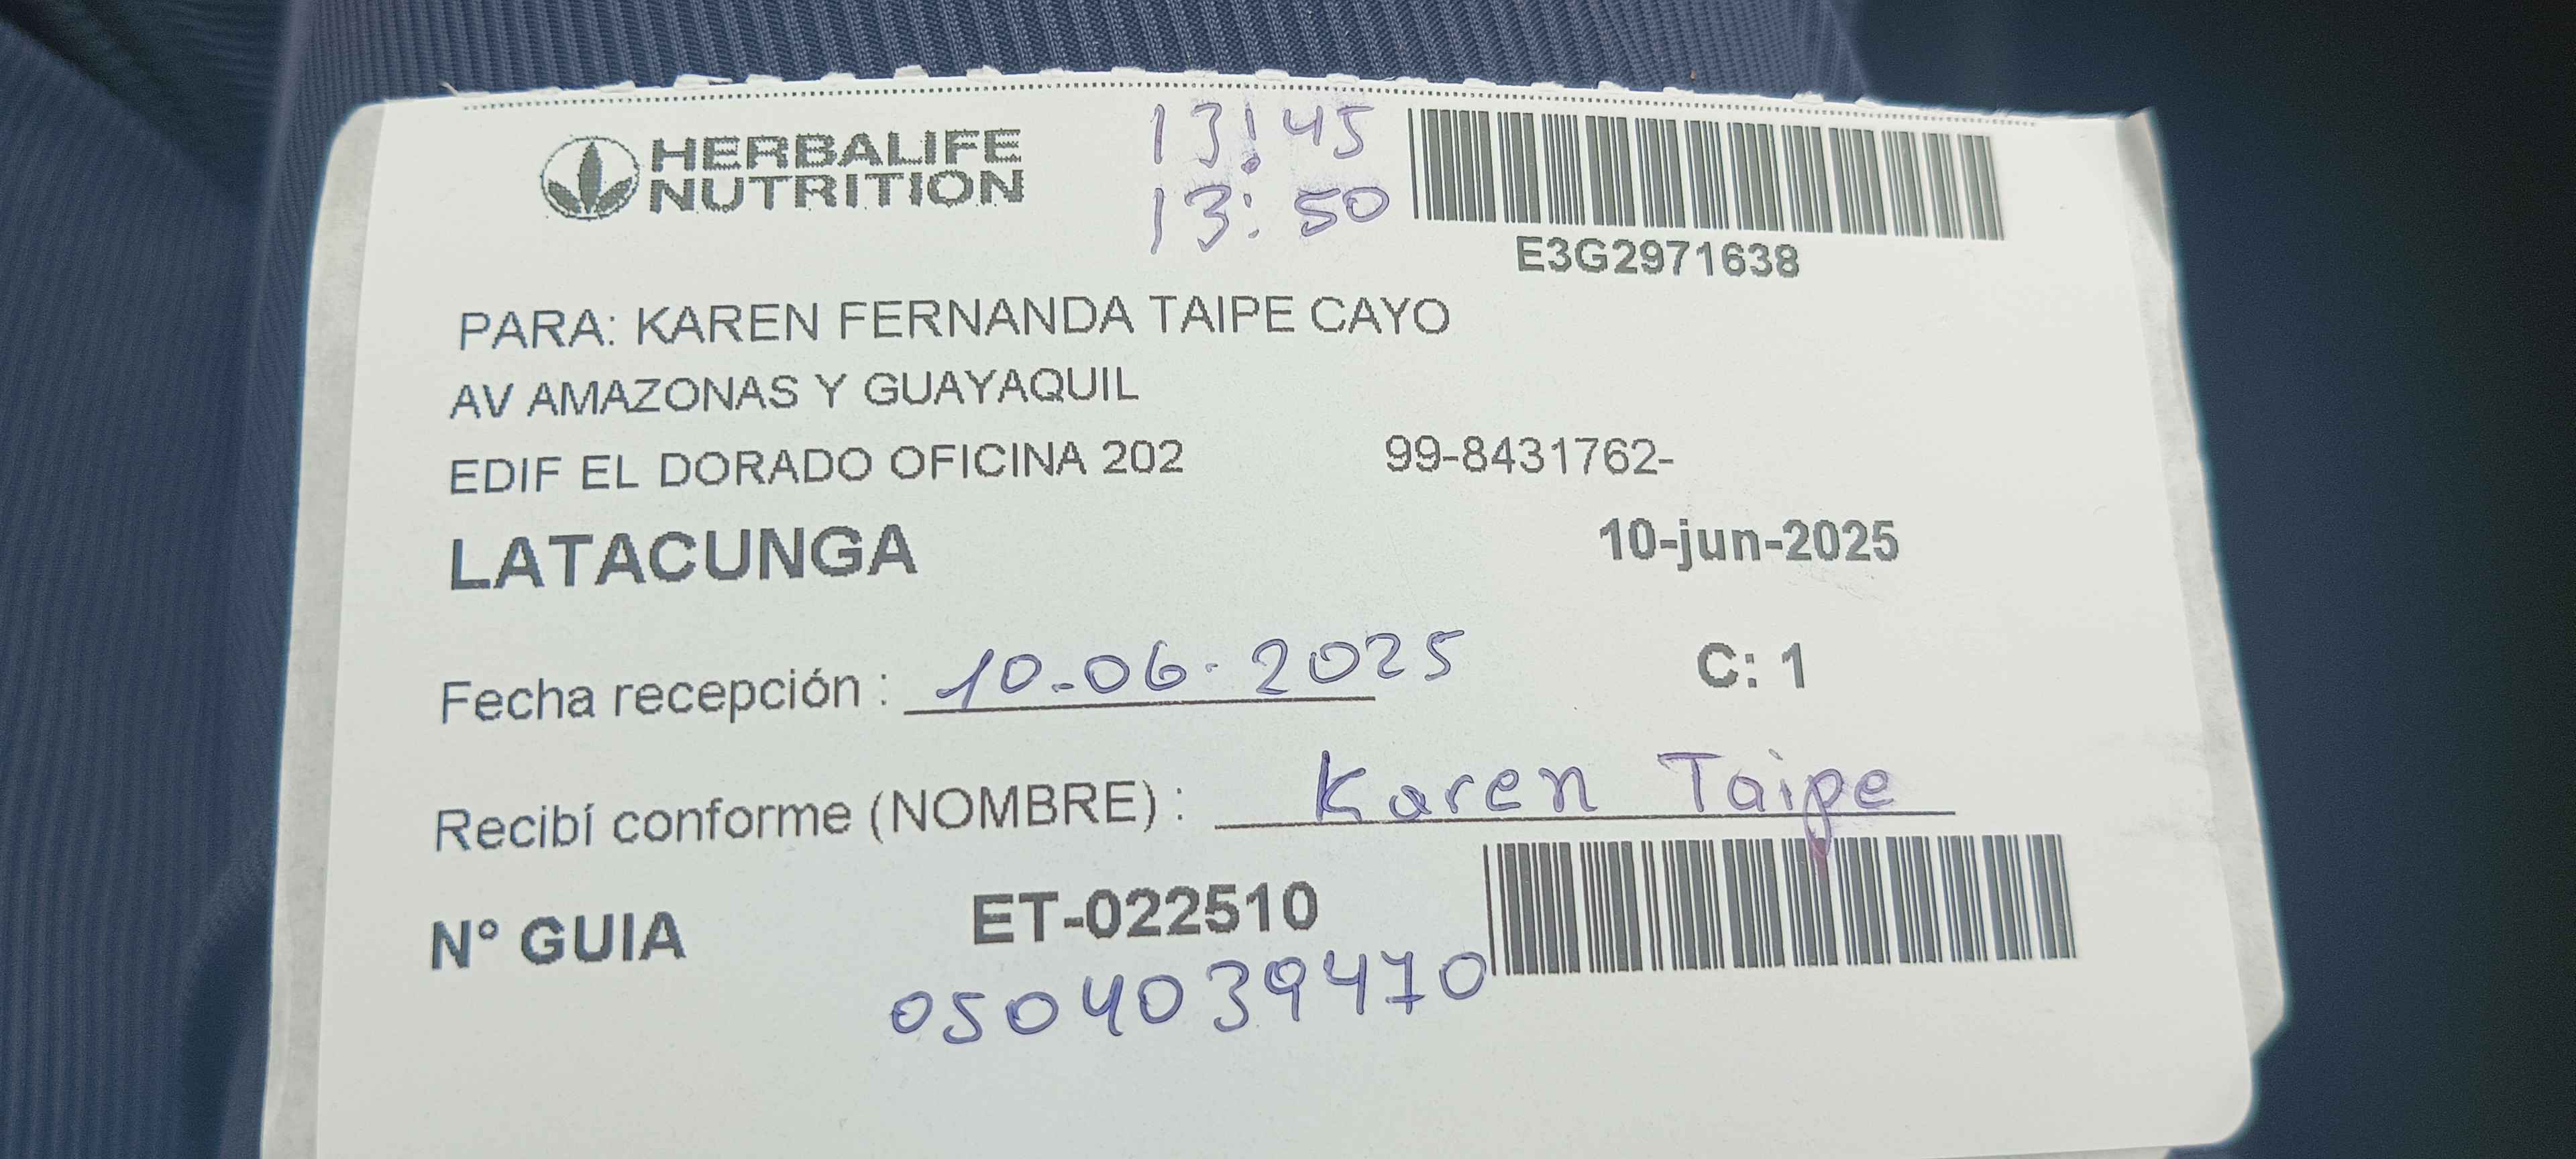 HERBALIFE
NUTRITION
13:45
13:50
E3G2971638
PARA: KAREN FERNANDA TAIPE CAYO
AV AMAZONAS Y GUAYAQUIL
EDIF EL DORADO OFICINA 202 99-8431762-
LATACUNGA 10-jun-2025
Fecha recepción : 10-06-2025 C: 1
Recibí conforme (NOMBRE) : Karen Taipe
N° GUIA ET-022510
0504039470